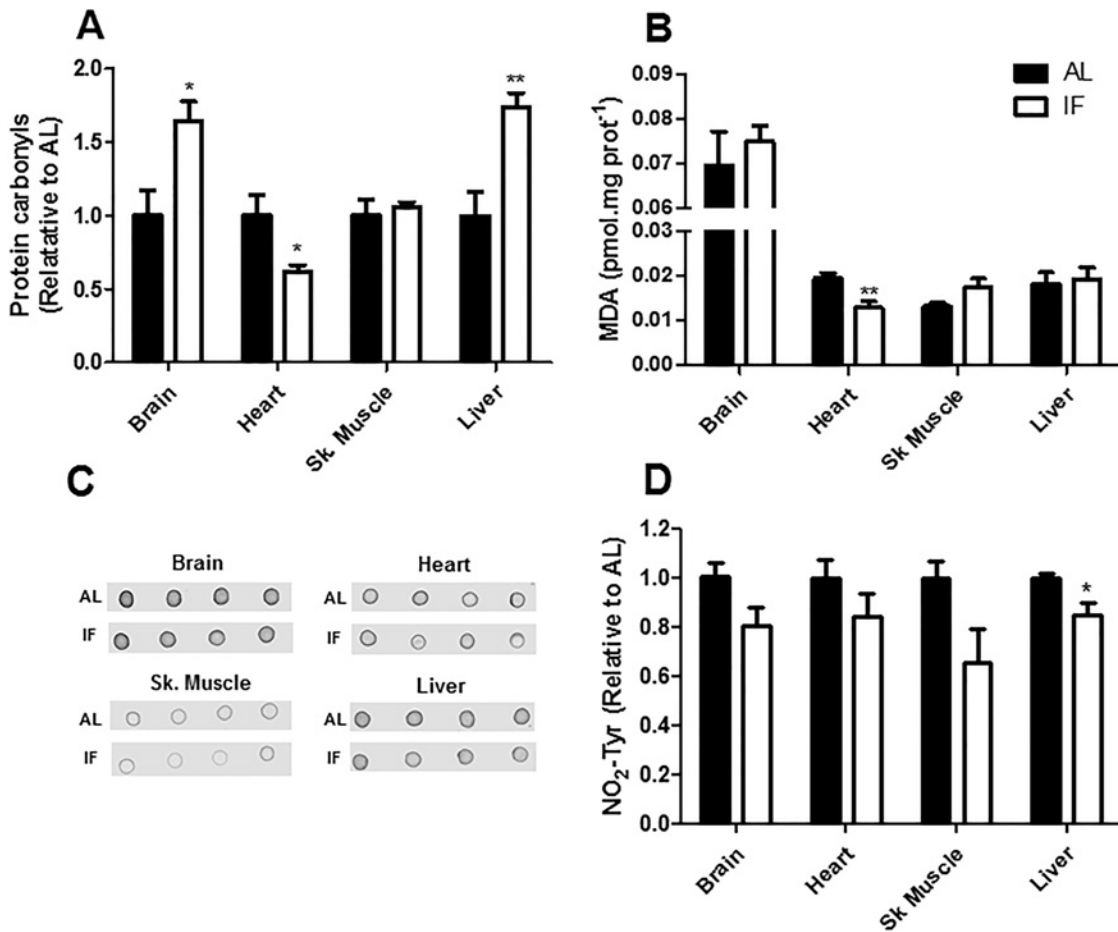 A
Protein carbonyls
(Relatative to AL)
2.0
1.5
1.0
0.5
0.0
*
*
**
Brain
Heart
Sk. Muscle
Liver
B
MDA (pmol.mg prot-1)
0.09
0.08
0.07
0.06
0.03
0.02
0.01
0.00
**
AL
IF
Brain
Heart
Sk Muscle
Liver
C
Brain
AL
IF
Heart
AL
IF
Sk. Muscle
AL
IF
Liver
AL
IF
D
NO2-Tyr (Relative to AL)
1.2
1.0
0.8
0.6
0.4
0.2
0.0
*
Brain
Heart
Sk Muscle
Liver